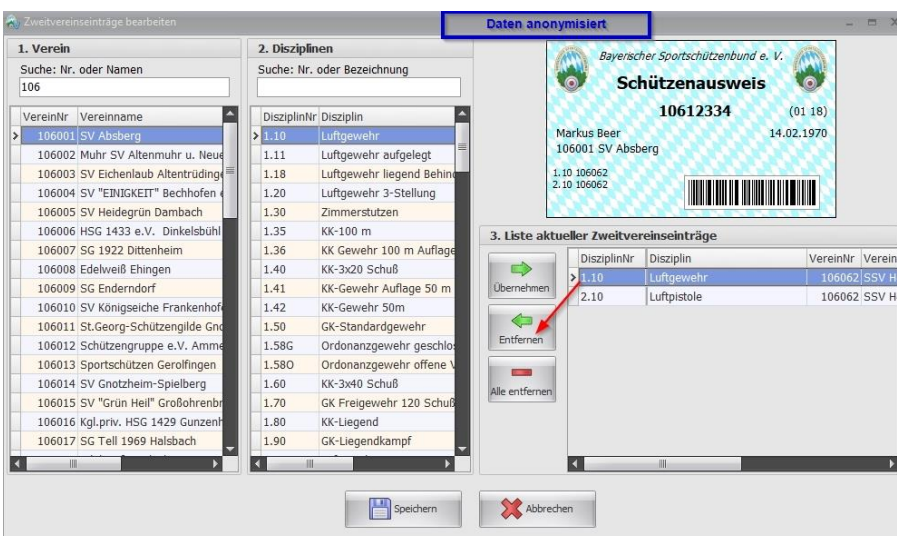 Zweitvereinseinträge bearbeiten
Daten anonymisiert
1. Verein
Suche: Nr. oder Namen
106
VereinNr Vereinname
106001 SV Absberg
106002 Muhr SV Altenmuhr u. Neue
106003 SV Eichenlaub Altentrüdinge
106004 SV "EINIGKEIT" Bechhofen e
106005 SV Heidegrün Dambach
106006 HSG 1433 e.V. Dinkelsbühl
106007 SG 1922 Dittenheim
106008 Edelweiß Ehingen
106009 SG Enderndorf
106010 SV Königseiche Frankenhof
106011 St.Georg-Schützengilde Gno
106012 Schützengruppe e.V. Amme
106013 Sportschützen Gerolfingen
106014 SV Gnotzheim-Spielberg
106015 SV "Grün Heil" Großohrenbr
106016 Kgl.priv. HSG 1429 Gunzenh
106017 SG Tell 1969 Halsbach
2. Disziplinen
Suche: Nr. oder Bezeichnung
DisziplinNr Disziplin
1.10 Luftgewehr
1.11 Luftgewehr aufgelegt
1.18 Luftgewehr liegend Behind
1.20 Luftgewehr 3-Stellung
1.30 Zimmerstutzen
1.35 KK-100 m
1.36 KK Gewehr 100 m Auflage
1.40 KK-3x20 Schuß
1.41 KK-Gewehr Auflage 50 m
1.42 KK-Gewehr 50m
1.50 GK-Standardgewehr
1.58G Ordonanzgewehr geschlo
1.58O Ordonanzgewehr offene V
1.60 KK-3x40 Schuß
1.70 GK Freigewehr 120 Schuß
1.80 KK-Liegend
1.90 GK-Liegendkampf
Bayerischer Sportschützenbund e. V.
Schützenausweis
10612334 (01 18)
Markus Beer 14.02.1970
106001 SV Absberg
1.10 106062
2.10 106062
3. Liste aktueller Zweitvereinseinträge
Übernehmen
Entfernen
Alle entfernen
DisziplinNr Disziplin VereinNr Verein
1.10 Luftgewehr 106062 SSV H
2.10 Luftpistole 106062 SSV H
Speichern
Abbrechen